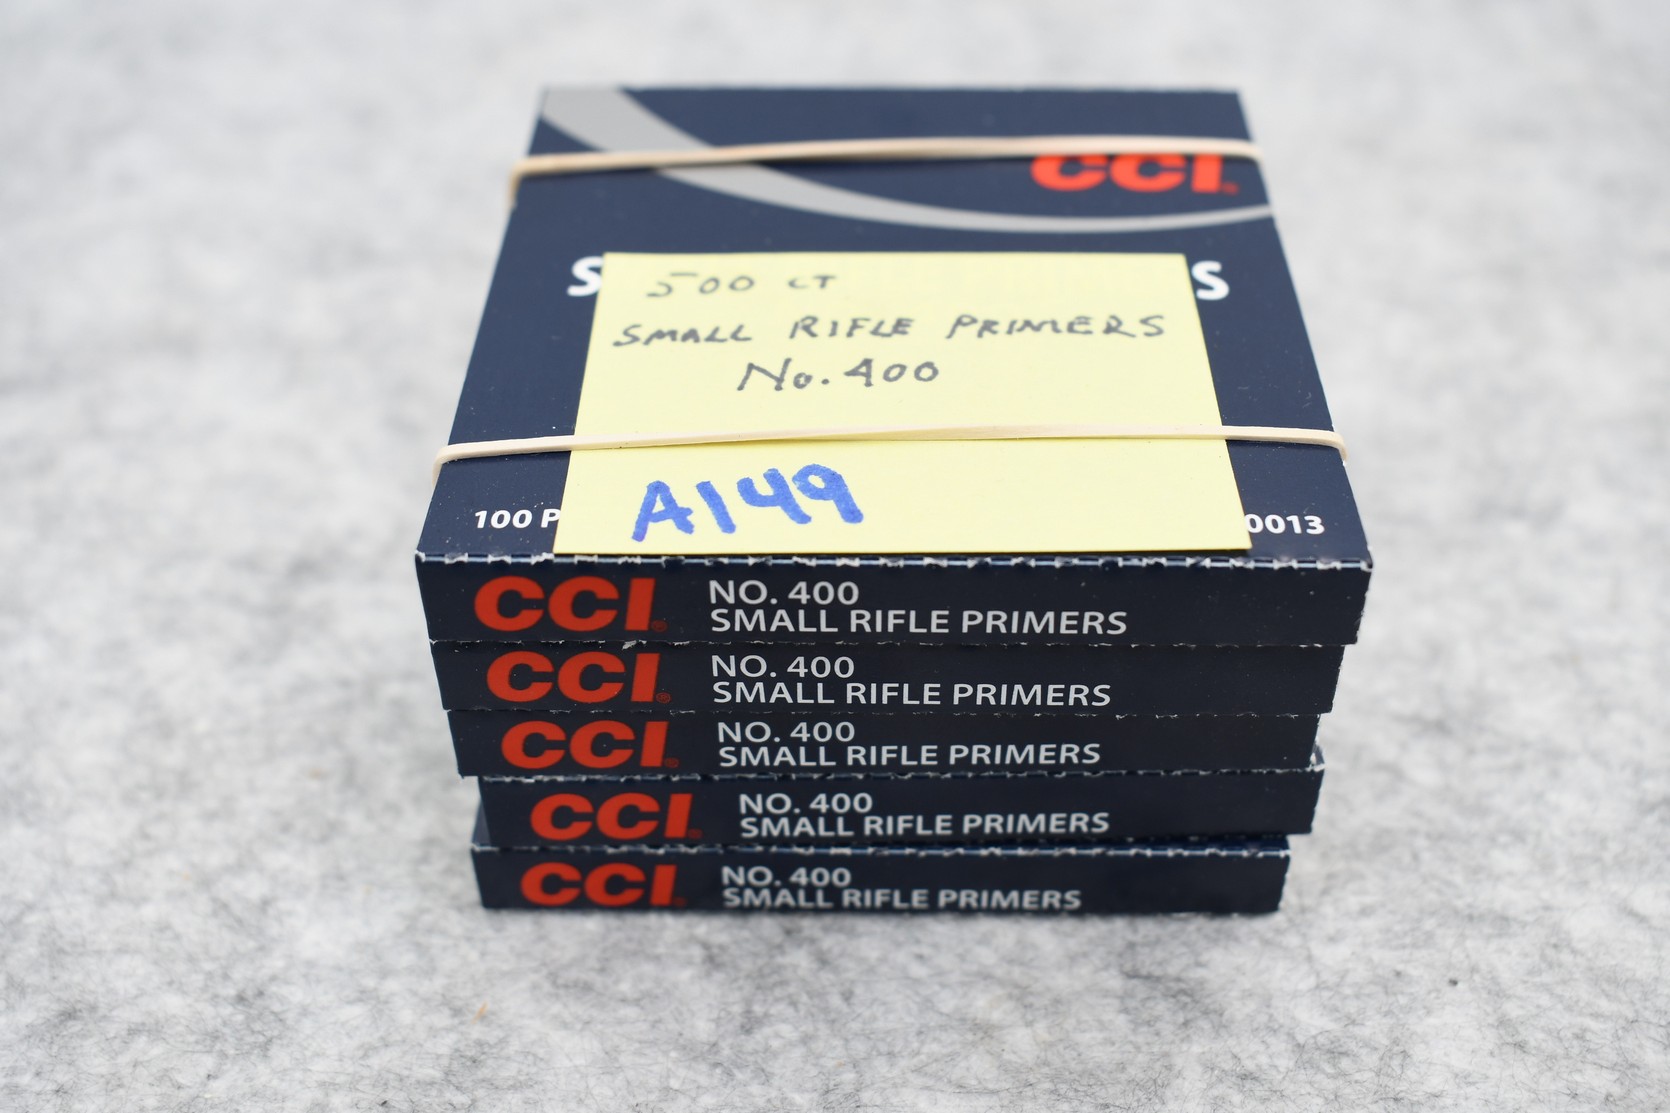 CCI
S S
500 CT
SMALL RIFLE PRIMERS
No. 400
A149
100 P 0013
CCI® NO. 400
SMALL RIFLE PRIMERS
CCI® NO. 400
SMALL RIFLE PRIMERS
CCI® NO. 400
SMALL RIFLE PRIMERS
CCI® NO. 400
SMALL RIFLE PRIMERS
CCI® NO. 400
SMALL RIFLE PRIMERS